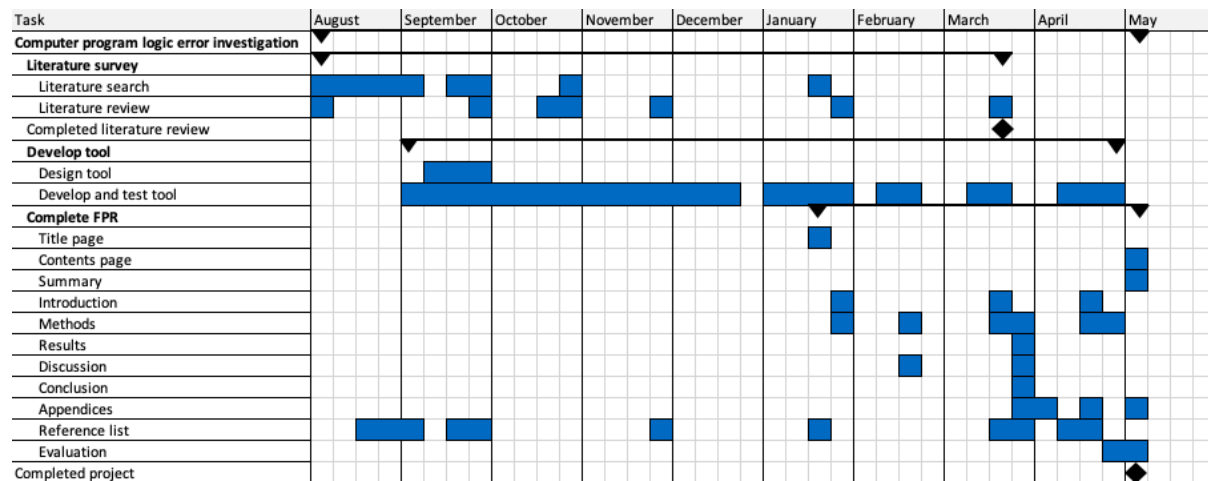 Task August September October November December January February March April May
Computer program logic error investigation
Literature survey
Literature search
Literature review
Completed literature review
Develop tool
Design tool
Develop and test tool
Complete FPR
Title page
Contents page
Summary
Introduction
Methods
Results
Discussion
Conclusion
Appendices
Reference list
Evaluation
Completed project